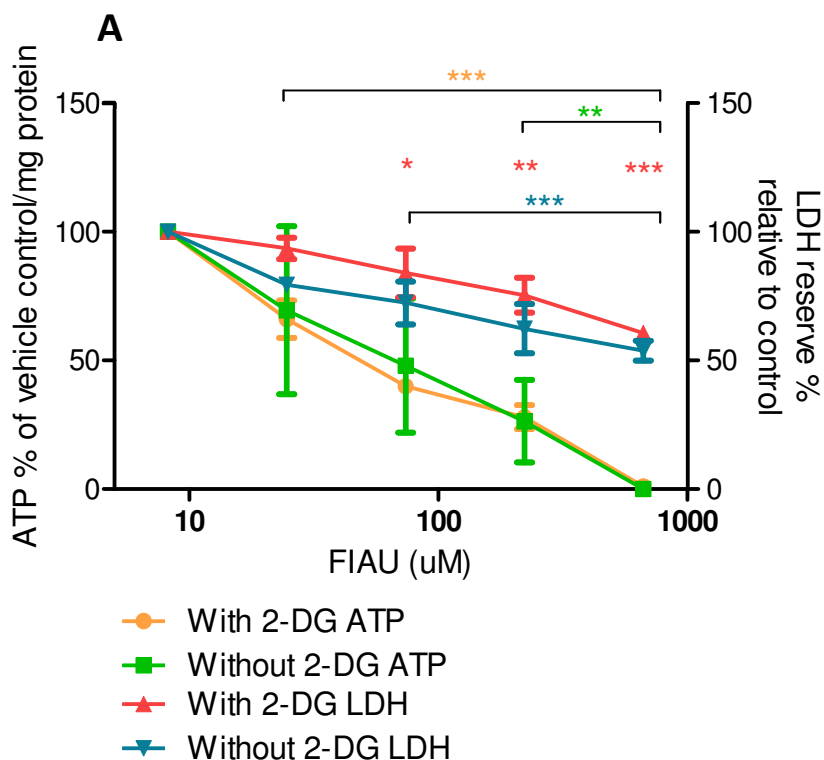 A
ATP % of vehicle control/mg protein
150
100
50
0
***
**
*
**
***
***
150
100
50
0
LDH reserve %
relative to control
10
100
1000
FIAU (uM)
With 2-DG ATP
Without 2-DG ATP
With 2-DG LDH
Without 2-DG LDH